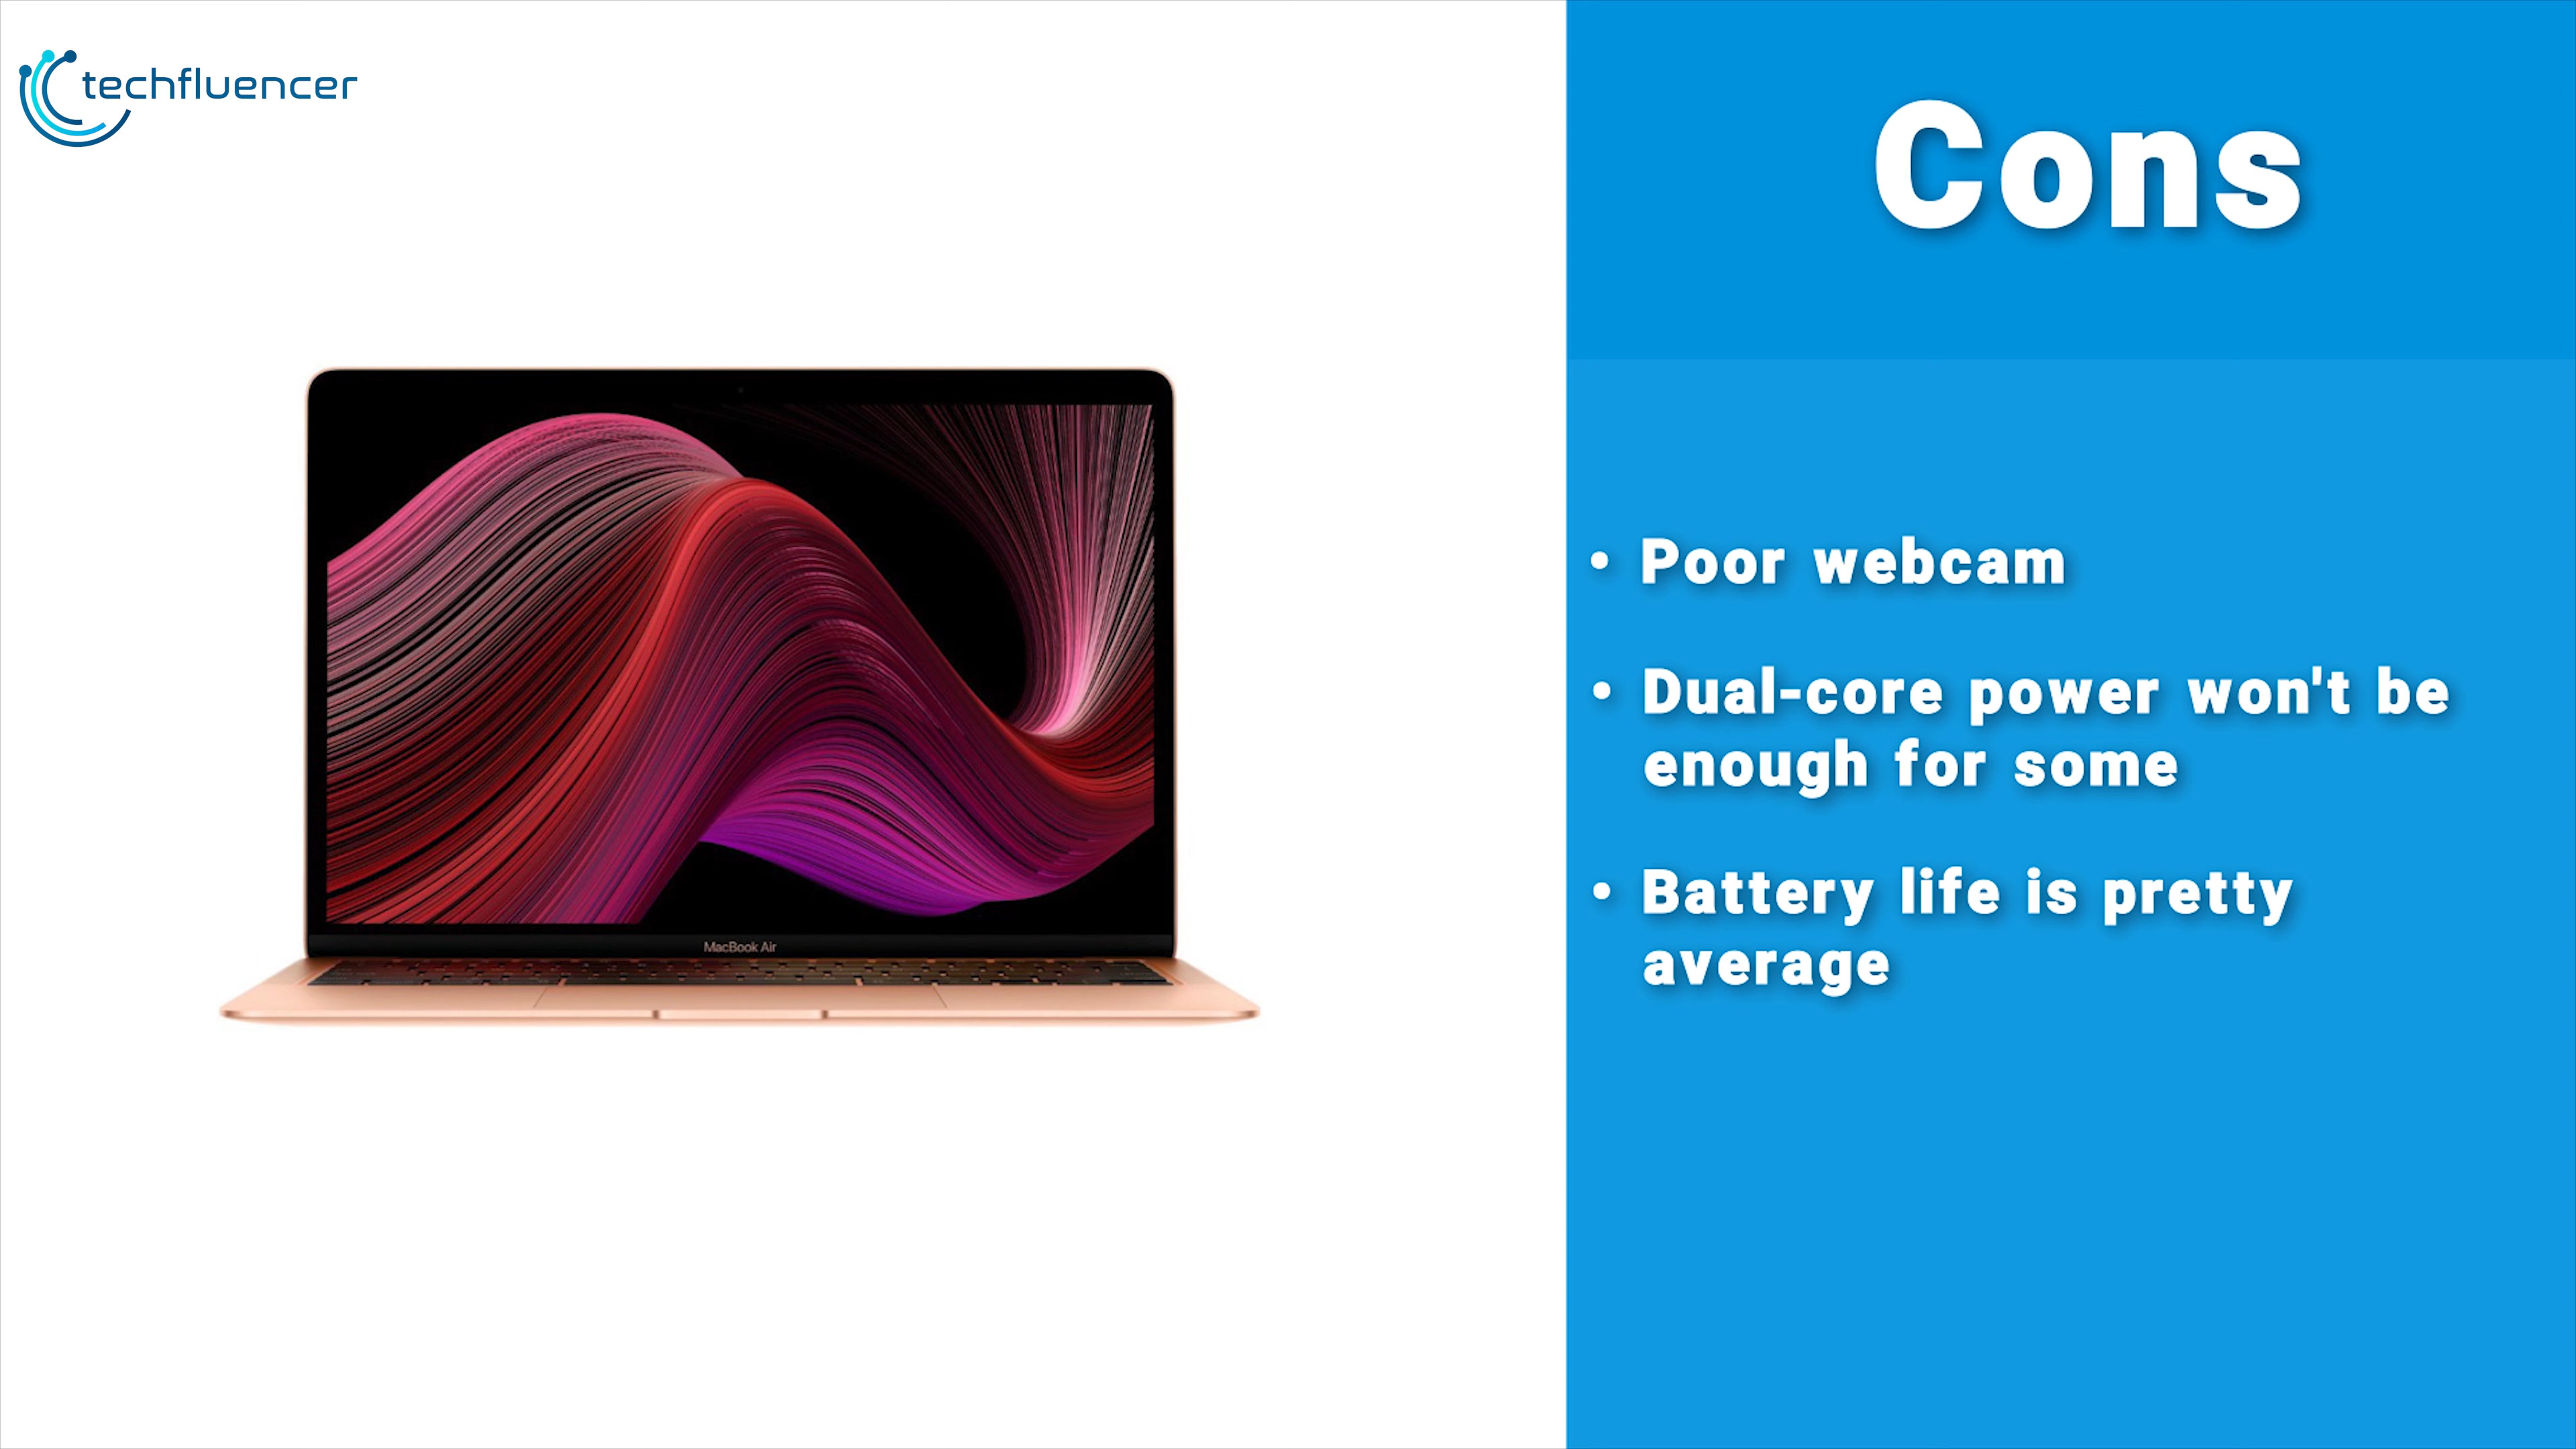 techfluencer
Cons
• Poor webcam
• Dual-core power won't be
enough for some
• Battery life is pretty
average
MacBook Air